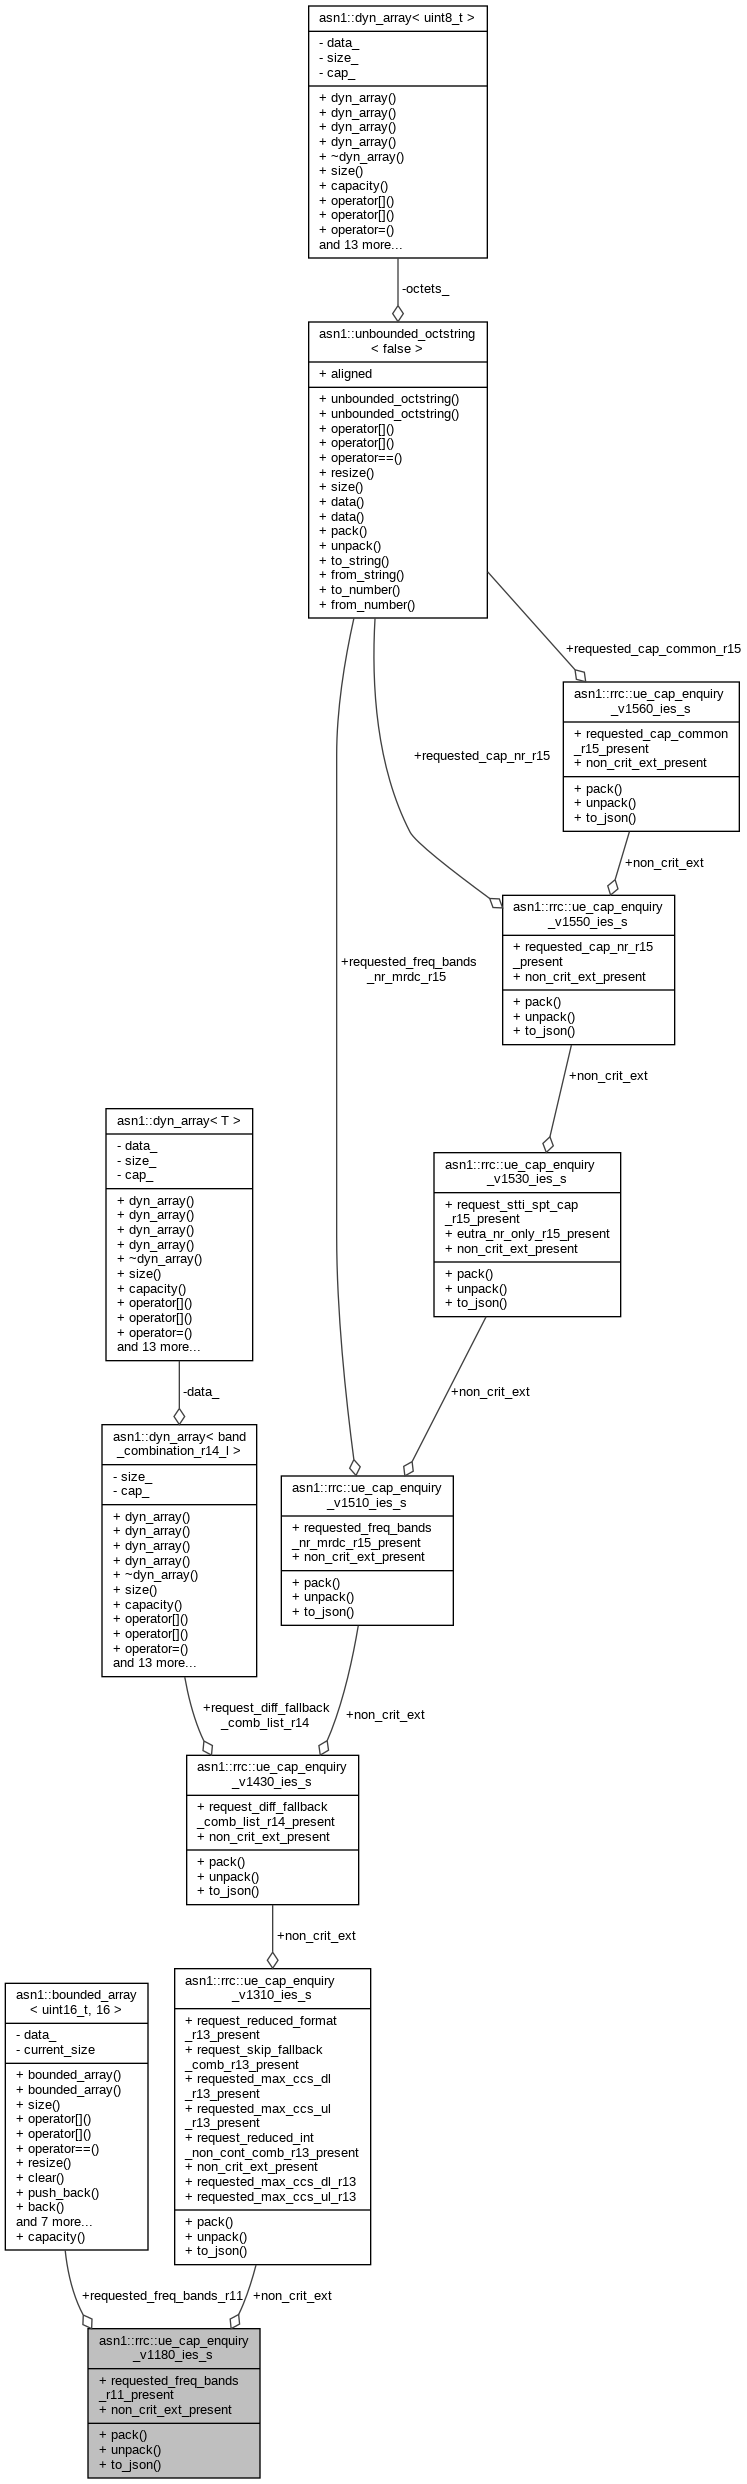 asn1::dyn_array< uint8_t >
- data_
- size_
- cap_
+ dyn_array()
+ dyn_array()
+ dyn_array()
+ dyn_array()
+ ~dyn_array()
+ size()
+ capacity()
+ operator[]()
+ operator[]()
+ operator=()
and 13 more...
-octets_
asn1::unbounded_octstring
< false >
+ aligned
+ unbounded_octstring()
+ unbounded_octstring()
+ operator[]()
+ operator[]()
+ operator==()
+ resize()
+ size()
+ data()
+ data()
+ pack()
+ unpack()
+ to_string()
+ from_string()
+ to_number()
+ from_number()
+requested_cap_common_r15
asn1::rrc::ue_cap_enquiry
_v1560_ies_s
+ requested_cap_common
_r15_present
+ non_crit_ext_present
+ pack()
+ unpack()
+ to_json()
+requested_cap_nr_r15
+non_crit_ext
asn1::rrc::ue_cap_enquiry
_v1550_ies_s
+ requested_cap_nr_r15
_present
+ non_crit_ext_present
+ pack()
+ unpack()
+ to_json()
+requested_freq_bands
_nr_mrdc_r15
+non_crit_ext
asn1::rrc::ue_cap_enquiry
_v1530_ies_s
+ request_stti_spt_cap
_r15_present
+ eutra_nr_only_r15_present
+ non_crit_ext_present
+ pack()
+ unpack()
+ to_json()
asn1::dyn_array< T >
- data_
- size_
- cap_
+ dyn_array()
+ dyn_array()
+ dyn_array()
+ dyn_array()
+ ~dyn_array()
+ size()
+ capacity()
+ operator[]()
+ operator[]()
+ operator=()
and 13 more...
-data_
+non_crit_ext
asn1::dyn_array< band
_combination_r14_l >
- size_
- cap_
+ dyn_array()
+ dyn_array()
+ dyn_array()
+ dyn_array()
+ ~dyn_array()
+ size()
+ capacity()
+ operator[]()
+ operator[]()
+ operator=()
and 13 more...
asn1::rrc::ue_cap_enquiry
_v1510_ies_s
+ requested_freq_bands
_nr_mrdc_r15_present
+ non_crit_ext_present
+ pack()
+ unpack()
+ to_json()
+request_diff_fallback
_comb_list_r14
+non_crit_ext
asn1::rrc::ue_cap_enquiry
_v1430_ies_s
+ request_diff_fallback
_comb_list_r14_present
+ non_crit_ext_present
+ pack()
+ unpack()
+ to_json()
+non_crit_ext
asn1::rrc::ue_cap_enquiry
_v1310_ies_s
+ request_reduced_format
_r13_present
+ request_skip_fallback
_comb_r13_present
+ requested_max_ccs_dl
_r13_present
+ requested_max_ccs_ul
_r13_present
+ request_reduced_int
_non_cont_comb_r13_present
+ non_crit_ext_present
+ requested_max_ccs_dl_r13
+ requested_max_ccs_ul_r13
+ pack()
+ unpack()
+ to_json()
asn1::bounded_array
< uint16_t, 16 >
- data_
- current_size
+ bounded_array()
+ bounded_array()
+ size()
+ operator[]()
+ operator[]()
+ operator==()
+ resize()
+ clear()
+ push_back()
+ back()
and 7 more...
+ capacity()
+requested_freq_bands_r11
+non_crit_ext
asn1::rrc::ue_cap_enquiry
_v1180_ies_s
+ requested_freq_bands
_r11_present
+ non_crit_ext_present
+ pack()
+ unpack()
+ to_json()